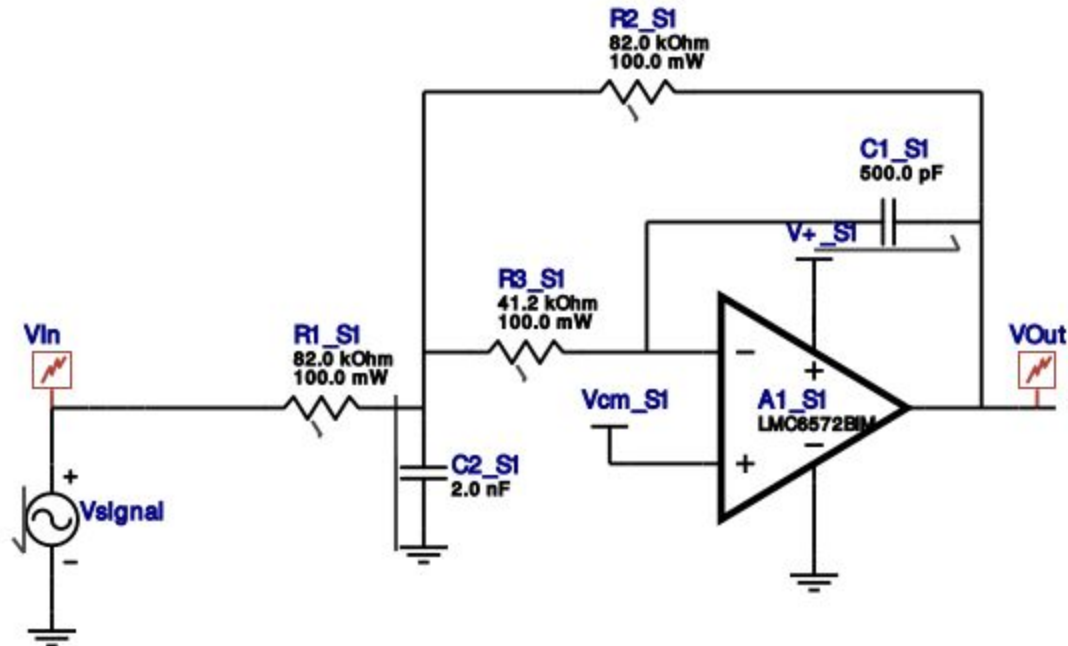 R2_S1
82.0 kOhm
100.0 mW
C1_S1
500.0 pF
V+_S1
R3_S1
41.2 kOhm
100.0 mW
VIn
R1_S1
82.0 kOhm
100.0 mW
VOut
Vcm_S1
A1_S1
LMC6572BIM
C2_S1
2.0 nF
Vsignal